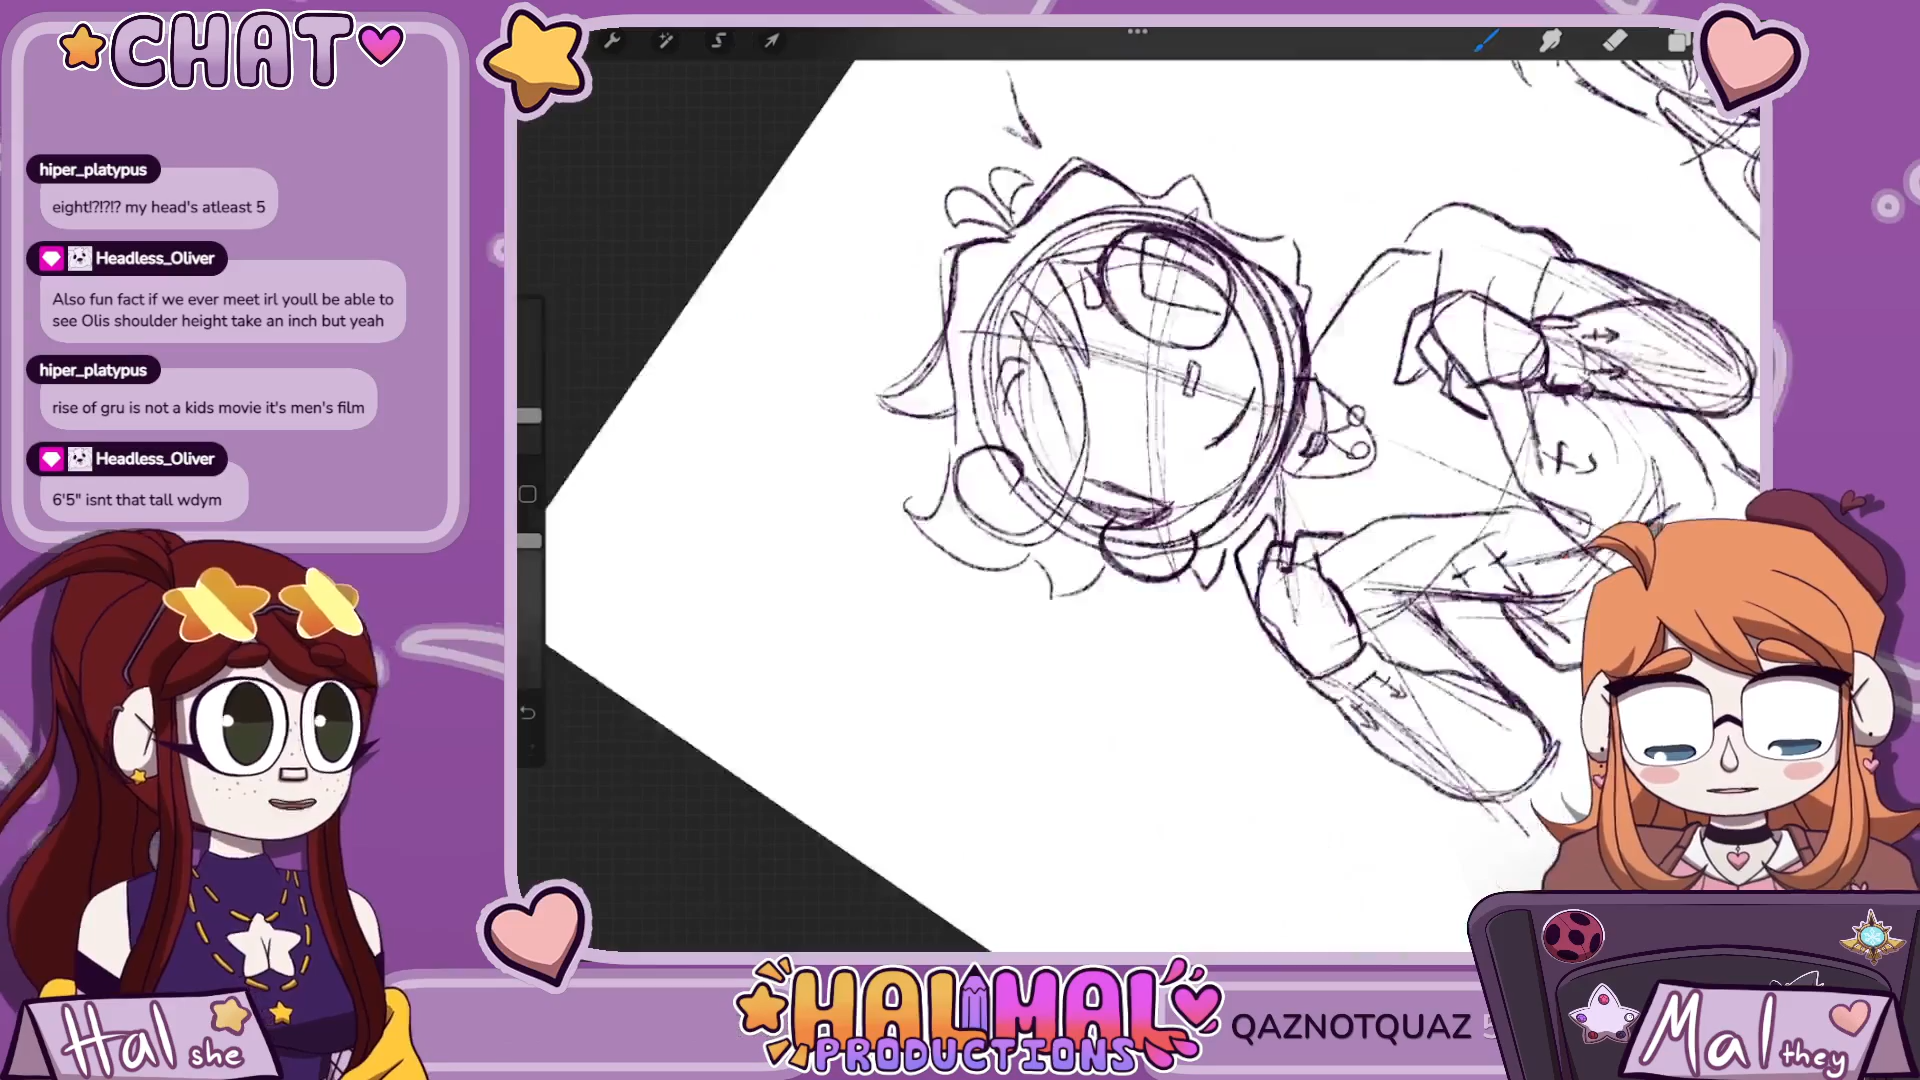 CHAT
hiper_platypus
eight!?!?!? my head's atleast 5
Headless_Oliver
Also fun fact if we ever meet irl youll be able to
see Olis shoulder height take an inch but yeah
hiper_platypus
rise of gru is not a kids movie it's men's film
Headless_Oliver
6'5" isnt that tall wdym
Hal she
HALMAL
PRODUCTIONS
QAZNOTQUAZ
Mal they